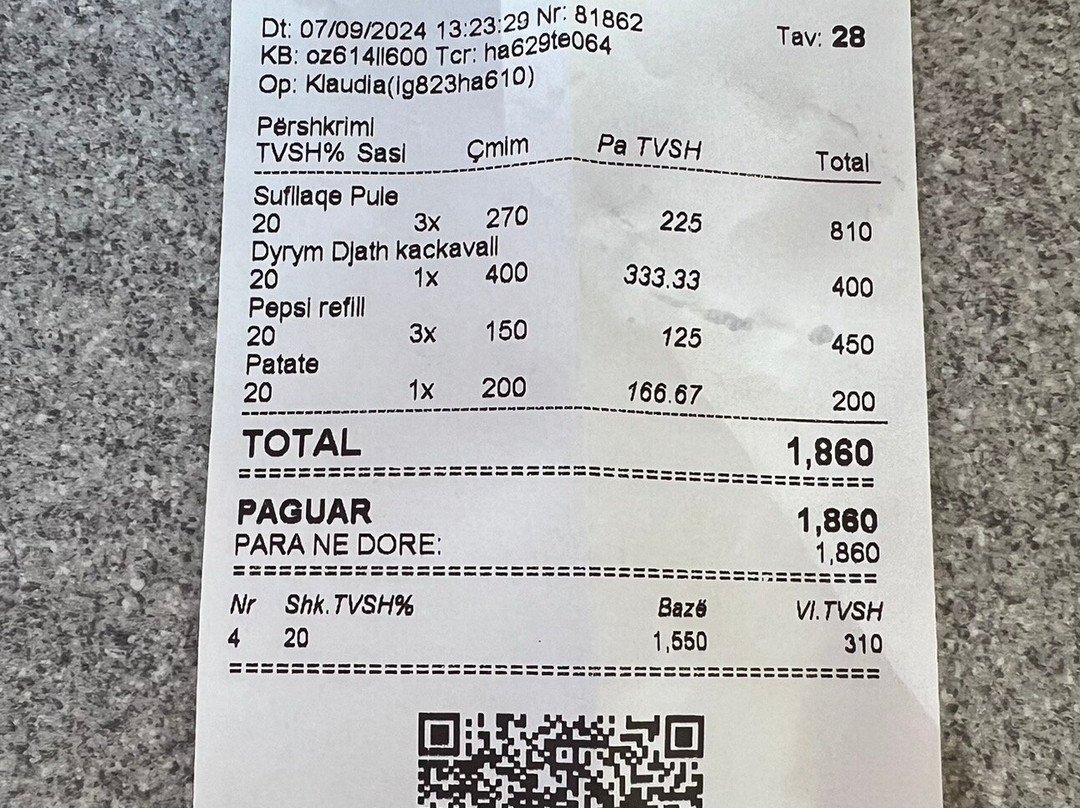 Dt: 07/09/2024 13:23:29 Nr: 81862
KB: oz614ll600 Tcr: ha629te064 Tav: 28
Op: Klaudia(ig823ha610)
Përshkrimi
TVSH% Sasi Çmim Pa TVSH Total
Sufllaqe Pule
20 3x 270 225 810
Dyrym Djath kackavall
20 1x 400 333.33 400
Pepsi refill
20 3x 150 125 450
Patate
20 1x 200 166.67 200
TOTAL 1,860
PAGUAR 1,860
PARA NE DORE: 1,860
Nr Shk.TVSH% Bazë Vl.TVSH
4 20 1,550 310